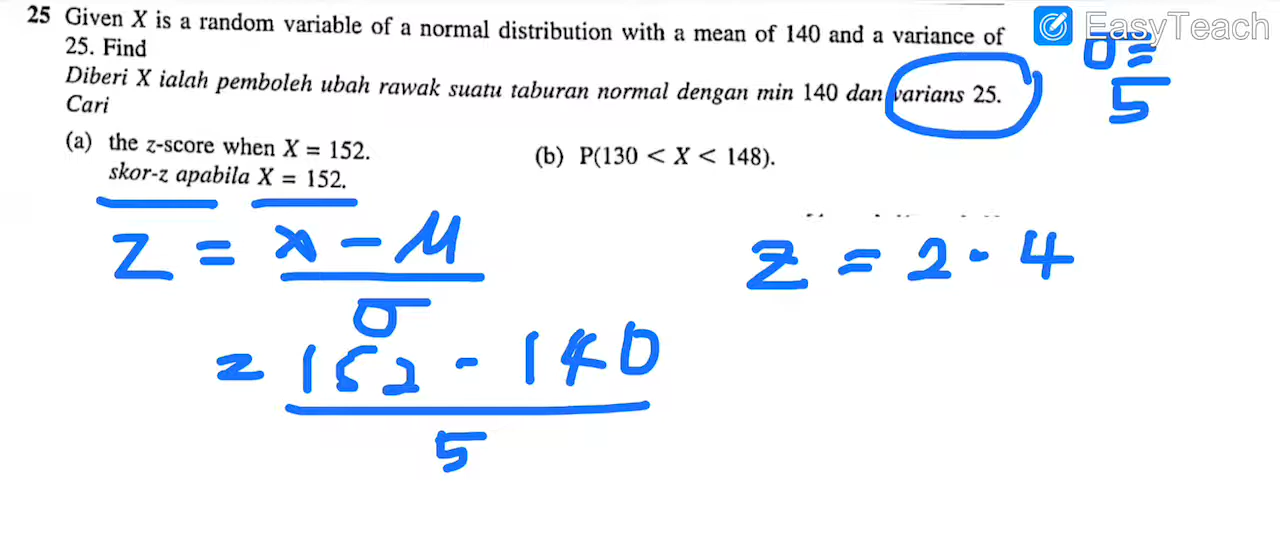 25 Given X is a random variable of a normal distribution with a mean of 140 and a variance of
25. Find
Diberi X ialah pemboleh ubah rawak suatu taburan normal dengan min 140 dan varians 25.
Cari
(a) the z-score when X = 152.
skor-z apabila X = 152.
(b) P(130 < X < 148).
EasyTeach
σ =
5
z = x - μ
σ
= 152 - 140
5
z = 2.4